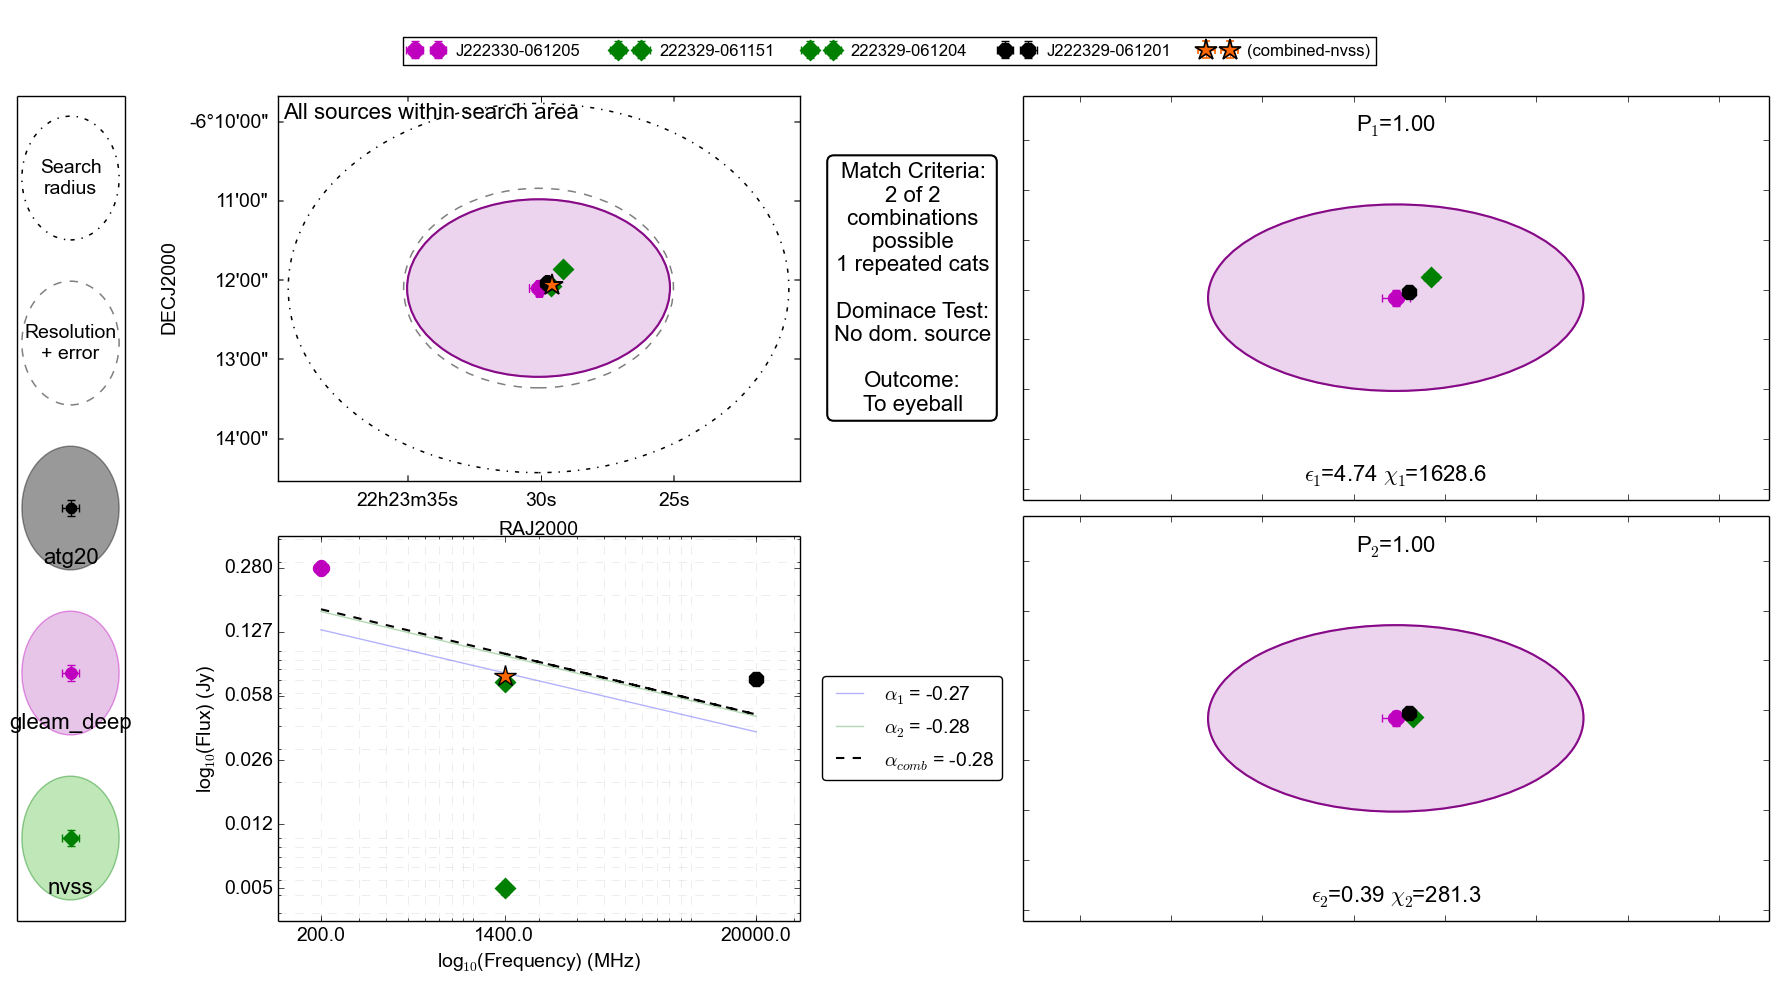 J222330-061205 222329-061151 222329-061204 J222329-061201 (combined-nvss)
Search
radius
Resolution
+ error
atg20
gleam_deep
nvss
All sources within search area
DECJ2000
-6°10'00"
11'00"
12'00"
13'00"
14'00"
22h23m35s 30s 25s
RAJ2000
Match Criteria:
2 of 2
combinations
possible
1 repeated cats
Dominace Test:
No dom. source
Outcome:
To eyeball
P1=1.00
ϵ1=4.74 χ1=1628.6
log10(Flux) (Jy)
0.280
0.127
0.058
0.026
0.012
0.005
200.0 1400.0 20000.0
log10(Frequency) (MHz)
α1 = -0.27
α2 = -0.28
αcomb = -0.28
P2=1.00
ϵ2=0.39 χ2=281.3